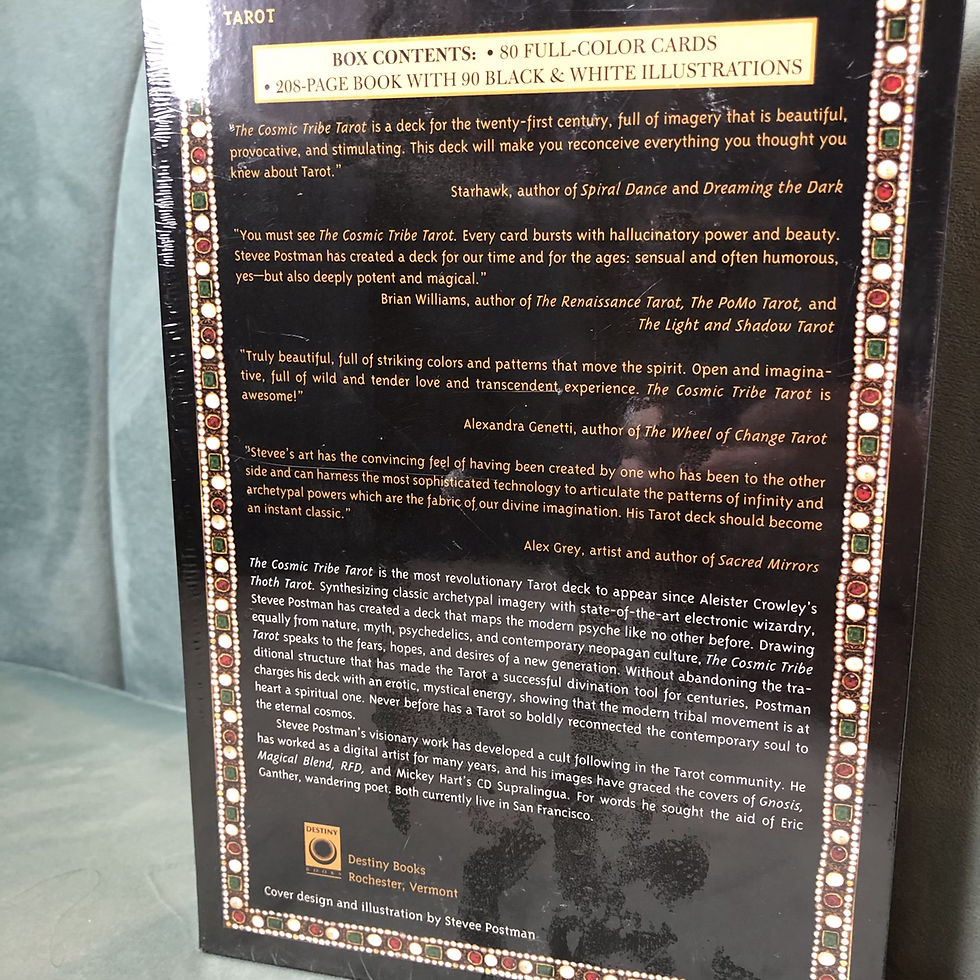 TAROT
BOX CONTENTS: • 80 FULL-COLOR CARDS
• 208-PAGE BOOK WITH 90 BLACK & WHITE ILLUSTRATIONS
"The Cosmic Tribe Tarot is a deck for the twenty-first century, full of imagery that is beautiful,
provocative, and stimulating. This deck will make you reconceive everything you thought you
knew about Tarot."
Starhawk, author of Spiral Dance and Dreaming the Dark
"You must see The Cosmic Tribe Tarot. Every card bursts with hallucinatory power and beauty.
Stevee Postman has created a deck for our time and for the ages: sensual and often humorous,
yes—but also deeply potent and magical."
Brian Williams, author of The Renaissance Tarot, The PoMo Tarot, and
The Light and Shadow Tarot
"Truly beautiful, full of striking colors and patterns that move the spirit. Open and imagina-
tive, full of wild and tender love and transcendent experience. The Cosmic Tribe Tarot is
awesome!"
Alexandra Genetti, author of The Wheel of Change Tarot
"Stevee's art has the convincing feel of having been created by one who has been to the other
side and can harness the most sophisticated technology to articulate the patterns of infinity and
archetypal powers which are the fabric of our divine imagination. His Tarot deck should become
an instant classic."
Alex Grey, artist and author of Sacred Mirrors
The Cosmic Tribe Tarot is the most revolutionary Tarot deck to appear since Aleister Crowley's
Thoth Tarot. Synthesizing classic archetypal imagery with state-of-the-art electronic wizardry,
Stevee Postman has created a deck that maps the modern psyche like no other before. Drawing
equally from nature, myth, psychedelics, and contemporary neopagan culture, The Cosmic Tribe
Tarot speaks to the fears, hopes, and desires of a new generation. Without abandoning the tra-
ditional structure that has made the Tarot a successful divination tool for centuries, Postman
charges his deck with an erotic, mystical energy, showing that the modern tribal movement is at
heart a spiritual one. Never before has a Tarot so boldly reconnected the contemporary soul to
the eternal cosmos.
Stevee Postman's visionary work has developed a cult following in the Tarot community. He
has worked as a digital artist for many years, and his images have graced the covers of Gnosis,
Magical Blend, RFD, and Mickey Hart's CD Supralingua. For words he sought the aid of Eric
Ganther, wandering poet. Both currently live in San Francisco.
DESTINY
BOOKS
Destiny Books
Rochester, Vermont
Cover design and illustration by Stevee Postman